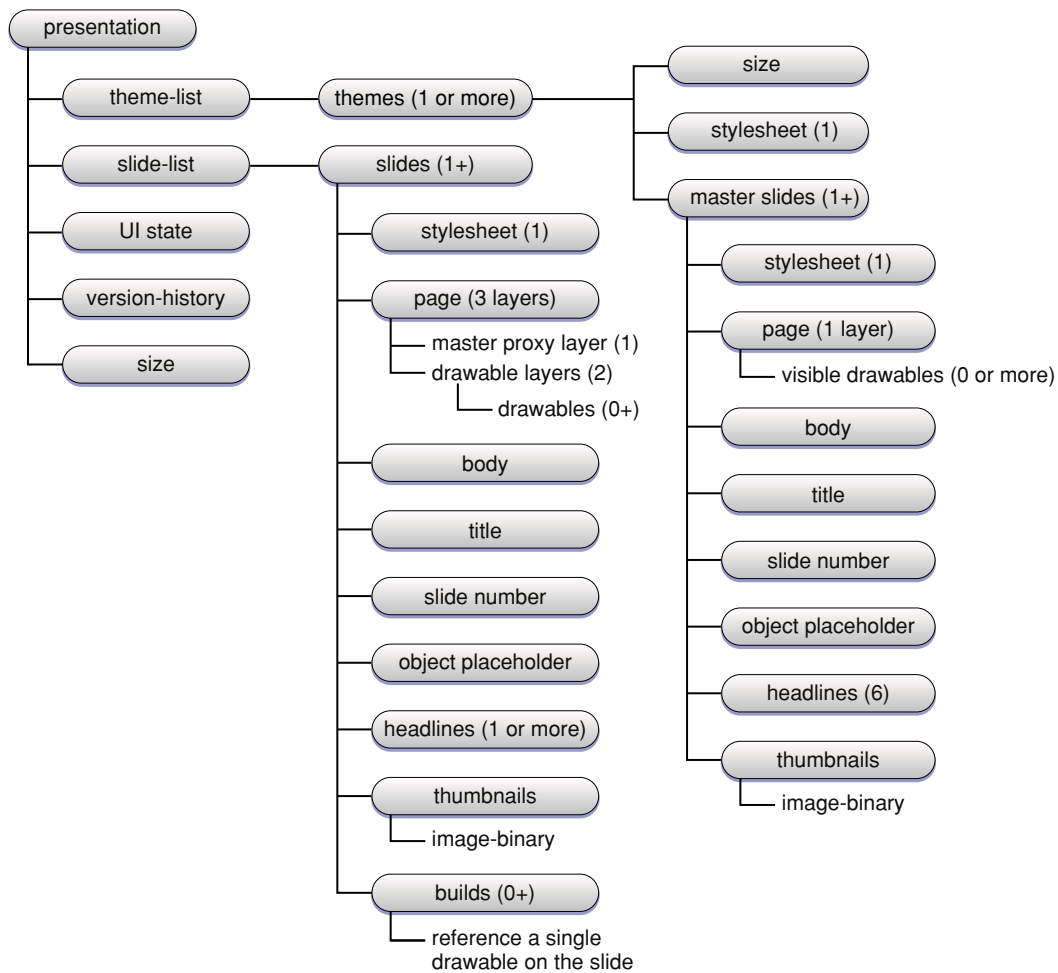 presentation
theme-list
themes (1 or more)
size
stylesheet (1)
master slides (1+)
stylesheet (1)
page (1 layer)
visible drawables (0 or more)
body
title
slide number
object placeholder
headlines (6)
thumbnails
image-binary
slide-list
slides (1+)
stylesheet (1)
page (3 layers)
master proxy layer (1)
drawable layers (2)
drawables (0+)
body
title
slide number
object placeholder
headlines (1 or more)
thumbnails
image-binary
builds (0+)
reference a single
drawable on the slide
UI state
version-history
size